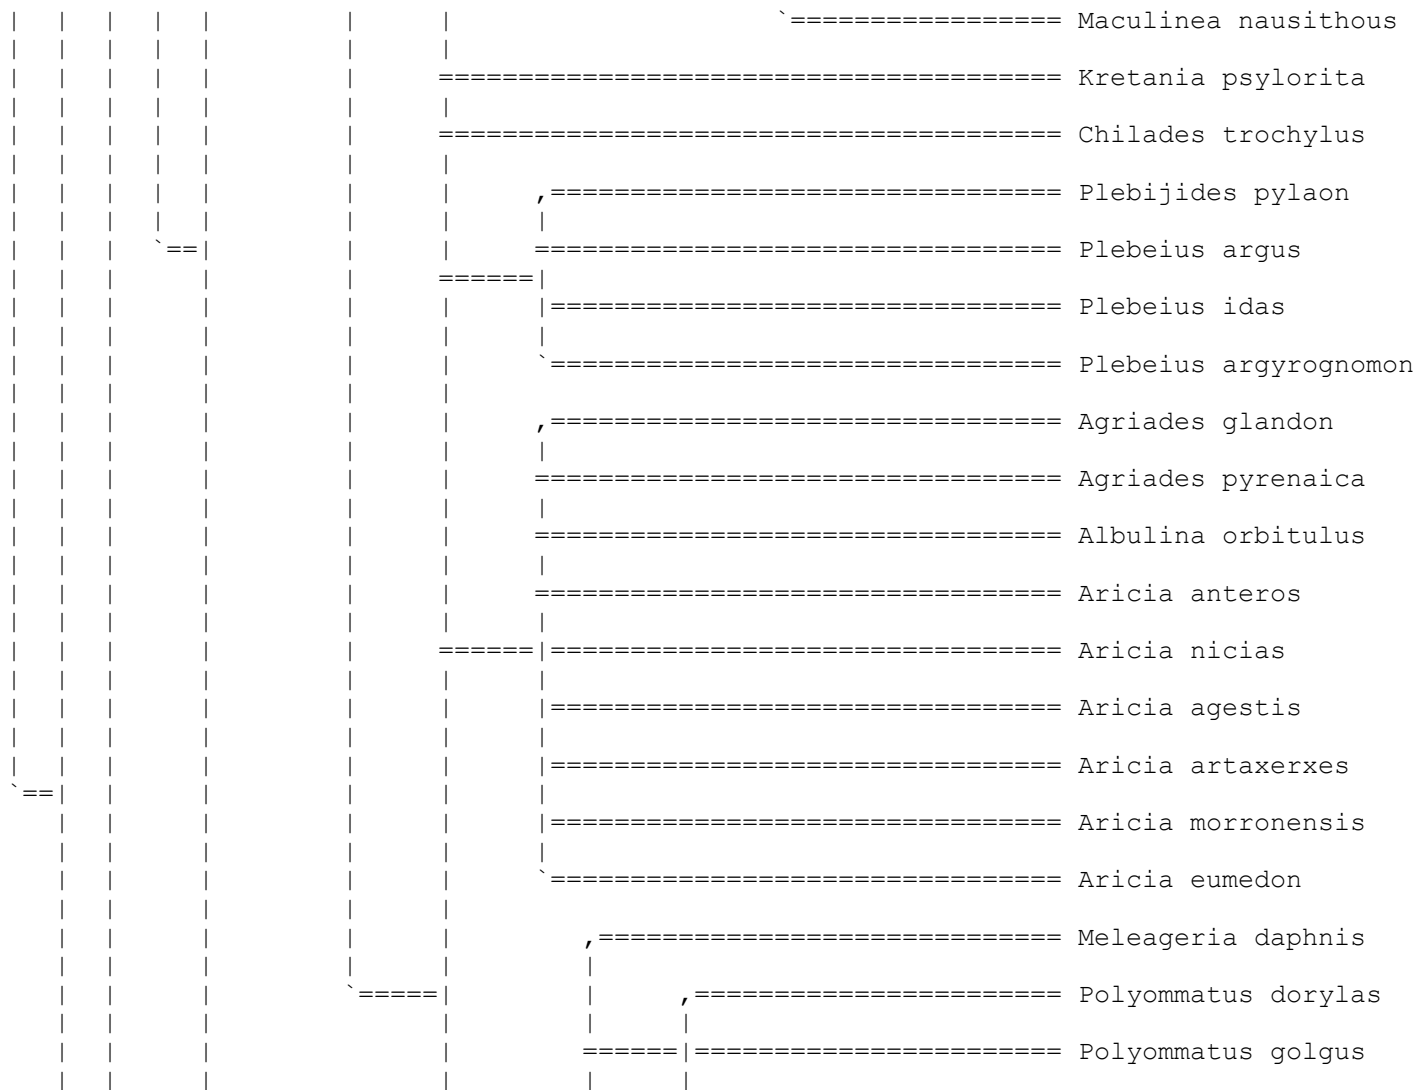 Maculinea nausithous
Kretania psylorita
Chilades trochylus
Plebijides pylaon
Plebeius argus
Plebeius idas
Plebeius argyrognomon
Agriades glandon
Agriades pyrenaica
Albulina orbitulus
Aricia anteros
Aricia nicias
Aricia agestis
Aricia artaxerxes
Aricia morronensis
Aricia eumedon
Meleageria daphnis
Polyommatus dorylas
Polyommatus golgus